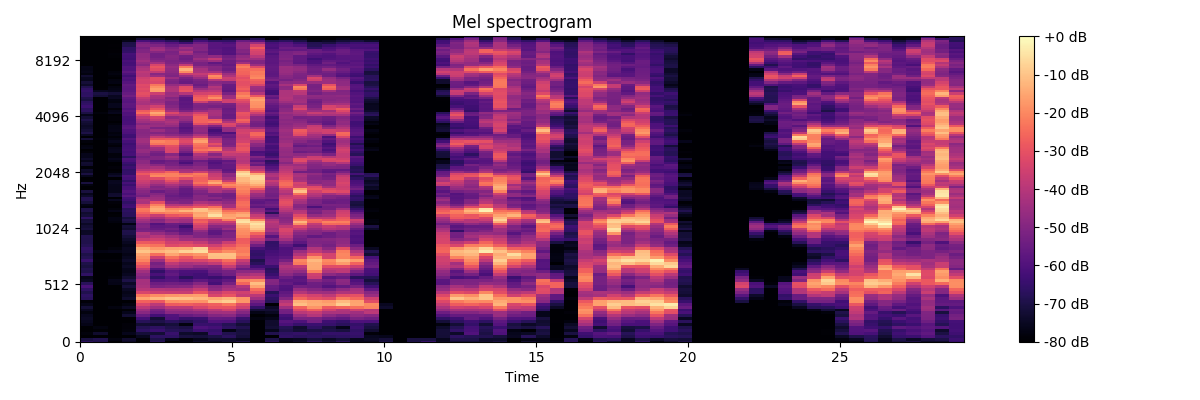 Mel spectrogram
8192
4096
2048
1024
512
0
Hz
0 5 10 15 20 25
Time
+0 dB
-10 dB
-20 dB
-30 dB
-40 dB
-50 dB
-60 dB
-70 dB
-80 dB